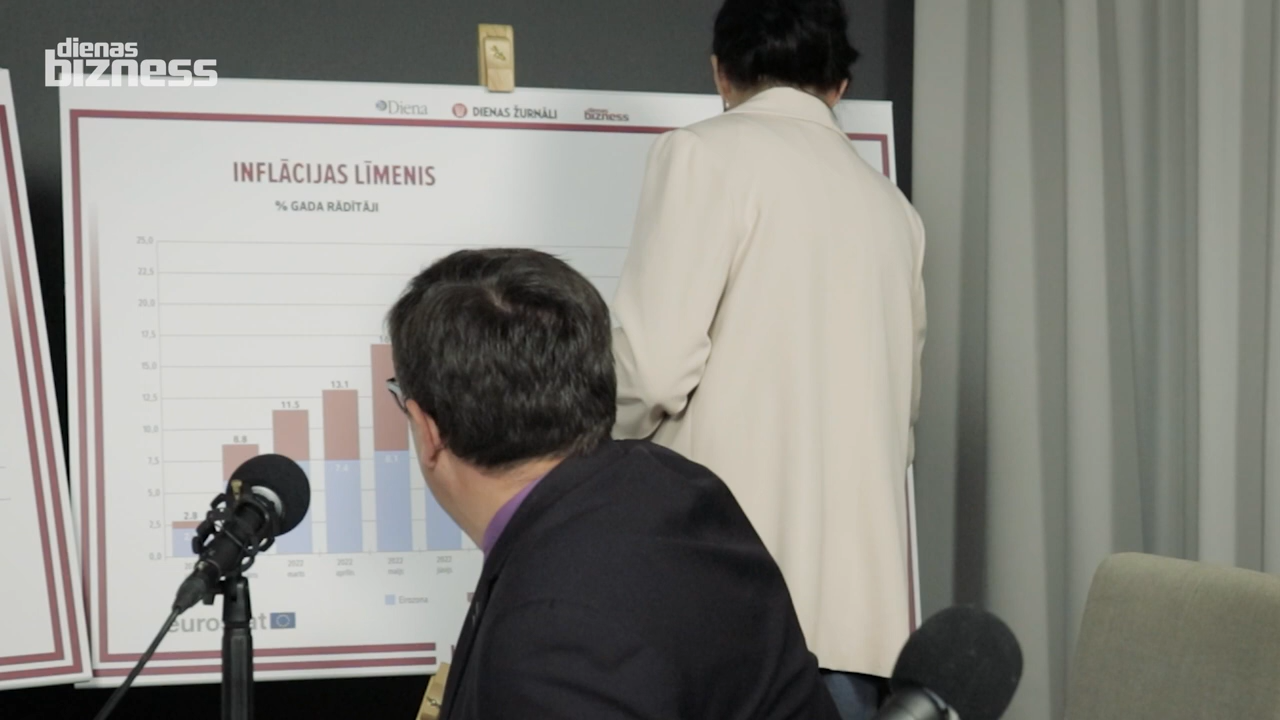 dienas
bizness
Diena DIENAS ŽURNĀLI dienas bizness
INFLĀCIJAS LĪMENIS
% GADA RĀDĪTĀJI
25,0
22,5
20,0
17,5
15,0
13.1
12,5
11.5
10,0
8.8
7,5
7.4 8.1
5,0
2.8
2,5
0,0
2022 2022 2022 2022
marts aprīlis maijs jūnijs
Eirozona
eurostat